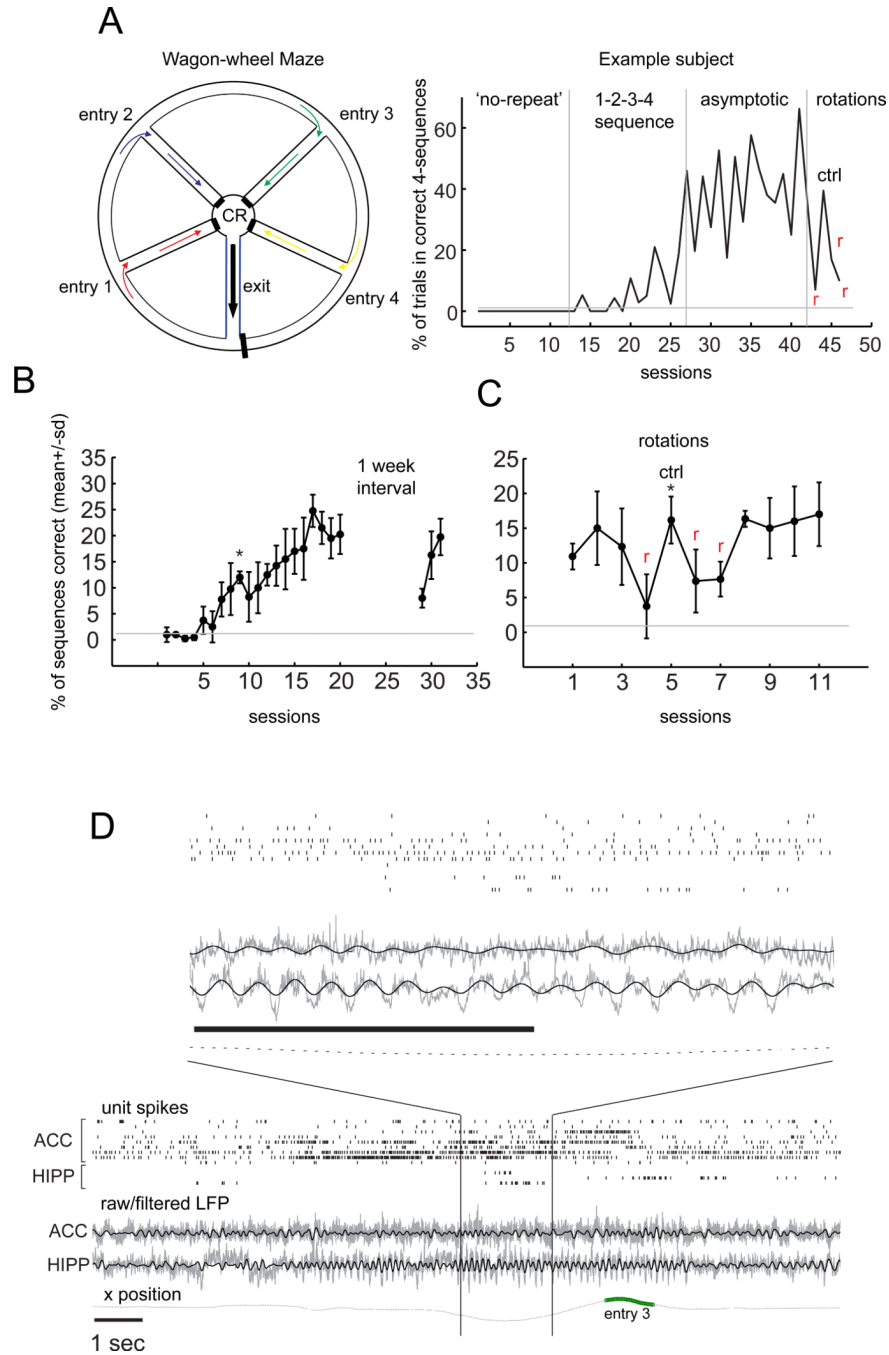 A
Wagon-wheel Maze
entry 2
entry 3
CR
entry 1
exit
entry 4
Example subject
'no-repeat'
1-2-3-4
sequence
asymptotic
rotations
ctrl
r
r
r
% of trials in correct 4-sequences
60
40
20
0
5 10 15 20 25 30 35 40 45 50
sessions
B
% of sequences correct (mean+/-sd)
35
30
25
20
15
10
5
0
1 week
interval
*
5 10 15 20 25 30 35
sessions
C
rotations
ctrl
*
r
r
r
25
20
15
10
5
0
1 3 5 7 9 11
sessions
D
unit spikes
ACC
HIPP
raw/filtered LFP
ACC
HIPP
x position
entry 3
1 sec